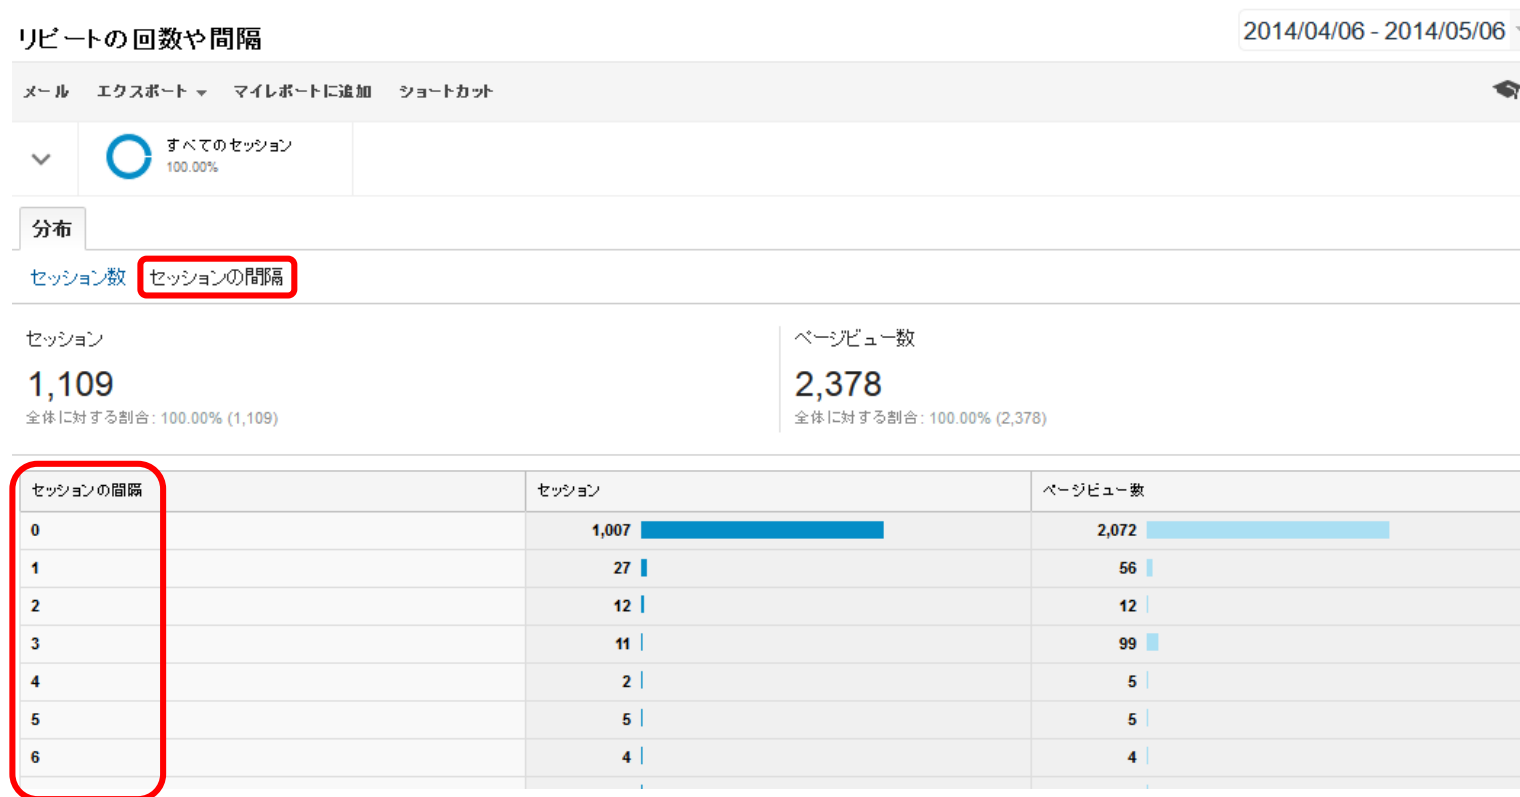 リピートの回数や間隔
2014/04/06 - 2014/05/06
メール エクスポート マイレポートに追加 ショートカット
すべてのセッション
100.00%
分布
セッション数 セッションの間隔
セッション ページビュー数
1,109 2,378
全体に対する割合: 100.00% (1,109) 全体に対する割合: 100.00% (2,378)
セッションの間隔 セッション ページビュー数
0 1,007 2,072
1 27 56
2 12 12
3 11 99
4 2 5
5 5 5
6 4 4